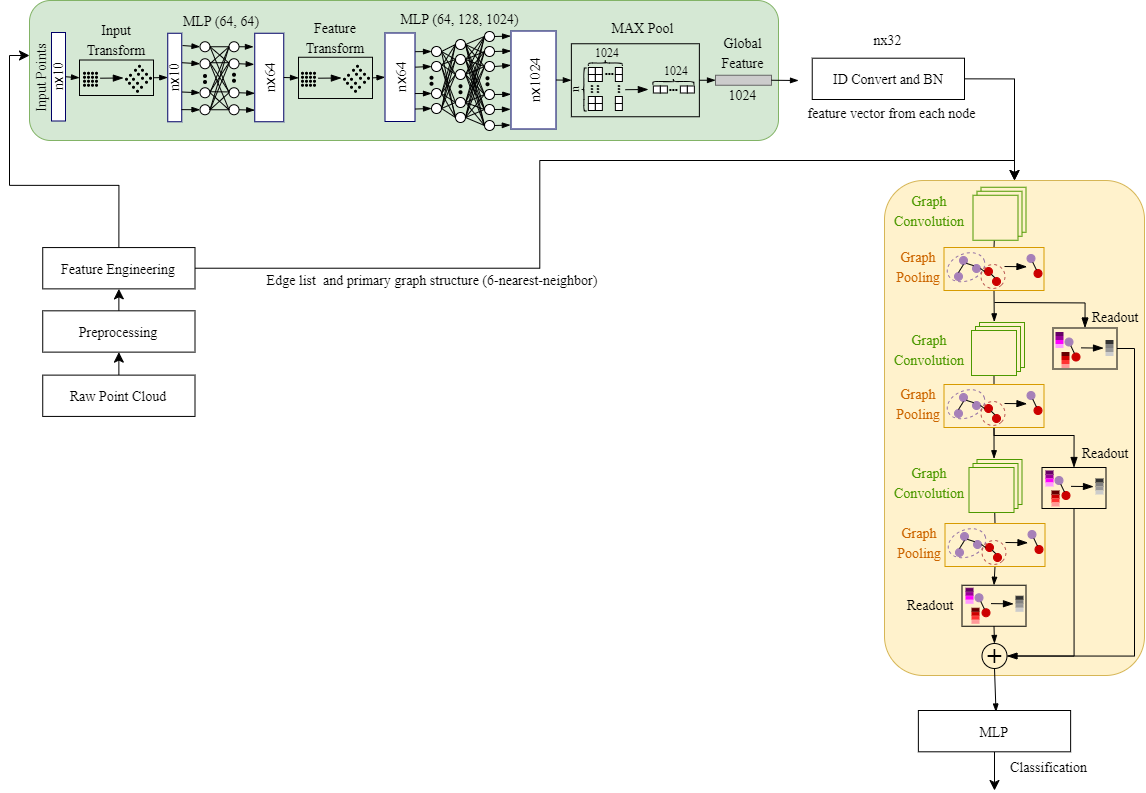 Input Points
nx10
Input
Transform
nx10
MLP (64, 64)
nx64
Feature
Transform
nx64
MLP (64, 128, 1024)
nx1024
MAX Pool
1024
n
1024
Global
Feature
1024
nx32
ID Convert and BN
feature vector from each node
Feature Engineering
Edge list  and primary graph structure (6-nearest-neighbor)
Preprocessing
Raw Point Cloud
Graph
Convolution
Graph
Pooling
Readout
Graph
Convolution
Graph
Pooling
Readout
Graph
Convolution
Graph
Pooling
Readout
MLP
Classification